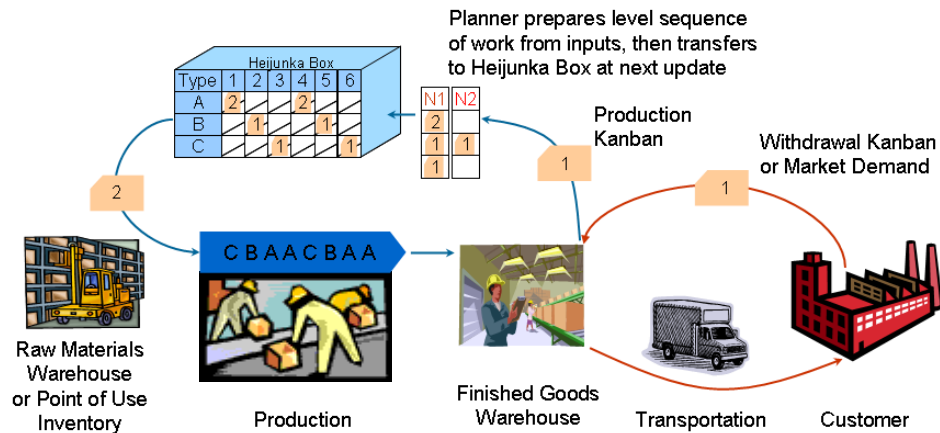 Planner prepares level sequence
of work from inputs, then transfers
to Heijunka Box at next update
Heijunka Box
Type 1 2 3 4 5 6
A 2 2
B 1 1
C 1 1
N1 N2
2
1 1
1
Production
Kanban
1
Withdrawal Kanban
or Market Demand
1
2
C B A A C B A A
Raw Materials
Warehouse
or Point of Use
Inventory
Production
Finished Goods
Warehouse
Transportation
Customer